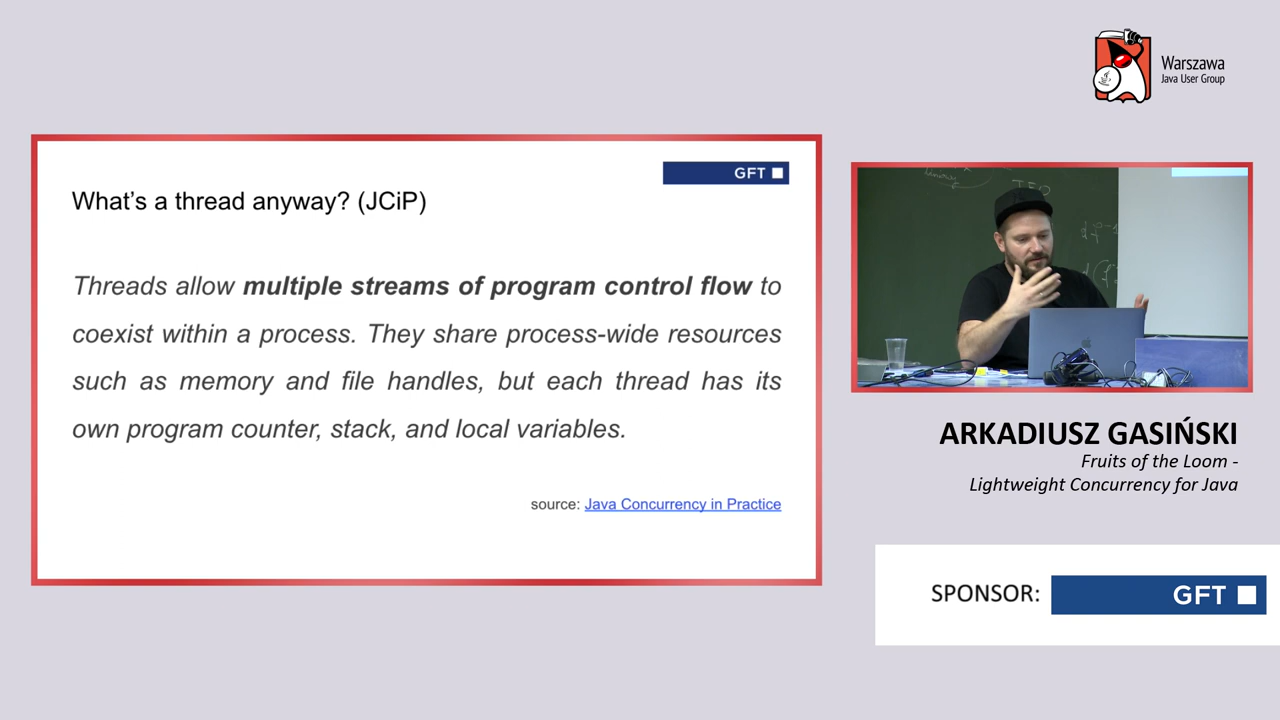 Warszawa
Java User Group
GFT
What's a thread anyway? (JCiP)
Threads allow multiple streams of program control flow to
coexist within a process. They share process-wide resources
such as memory and file handles, but each thread has its
own program counter, stack, and local variables.
source: Java Concurrency in Practice
ARKADIUSZ GASIŃSKI
Fruits of the Loom -
Lightweight Concurrency for Java
SPONSOR:
GFT